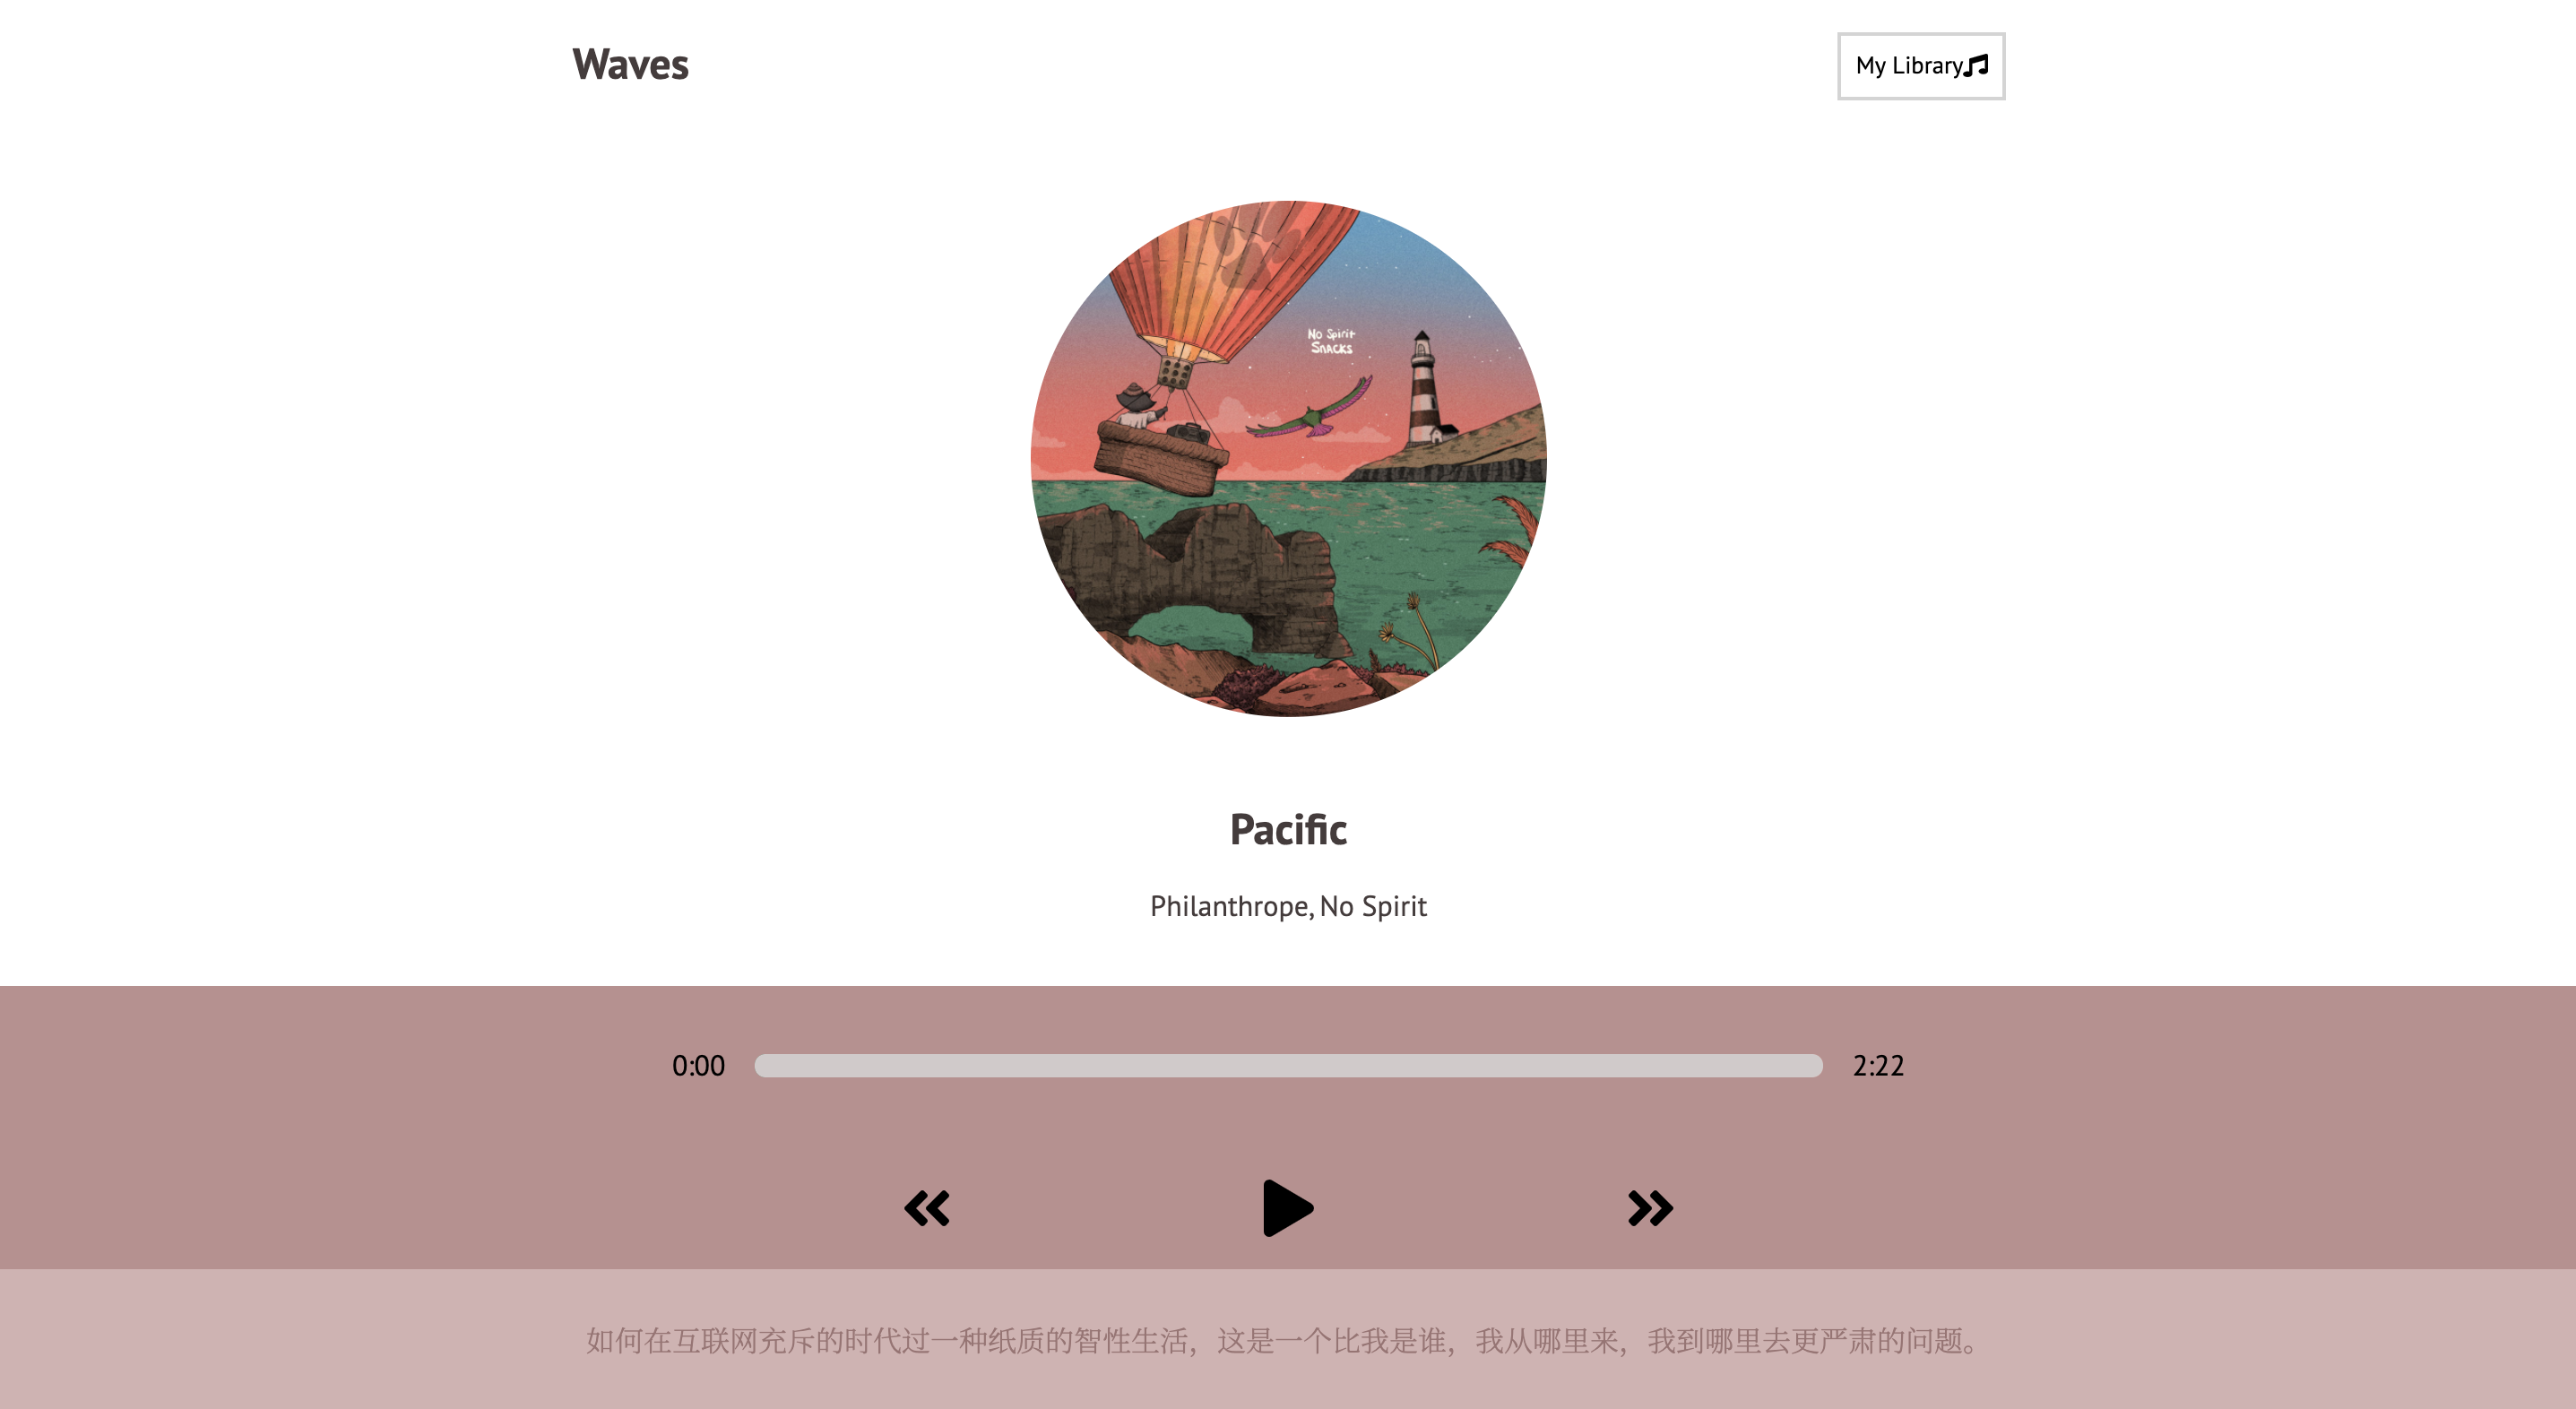 Waves
My Library
No Spirit
SNACKS
Pacific
Philanthrope, No Spirit
0:00
2:22
如何在互联网充斥的时代过一种纸质的智性生活，这是一个比我是谁，我从哪里来，我到哪里去更严肃的问题。